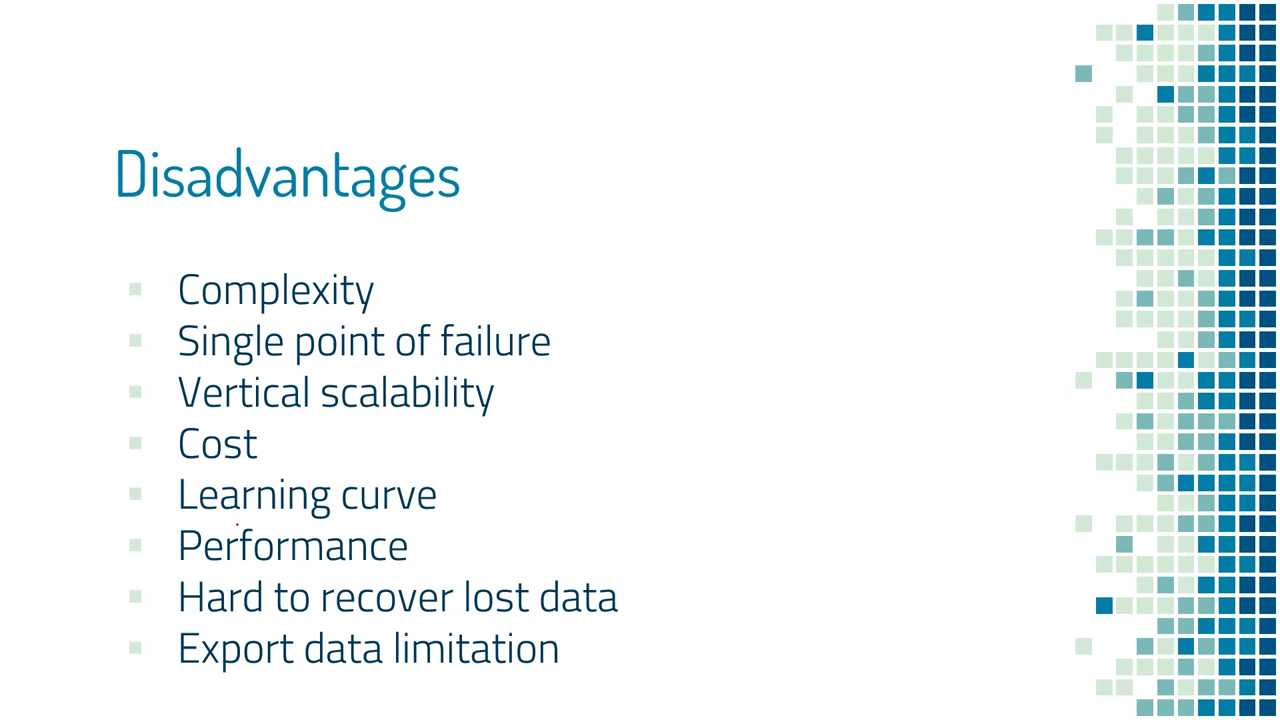 Disadvantages
Complexity
Single point of failure
Vertical scalability
Cost
Learning curve
Performance
Hard to recover lost data
Export data limitation